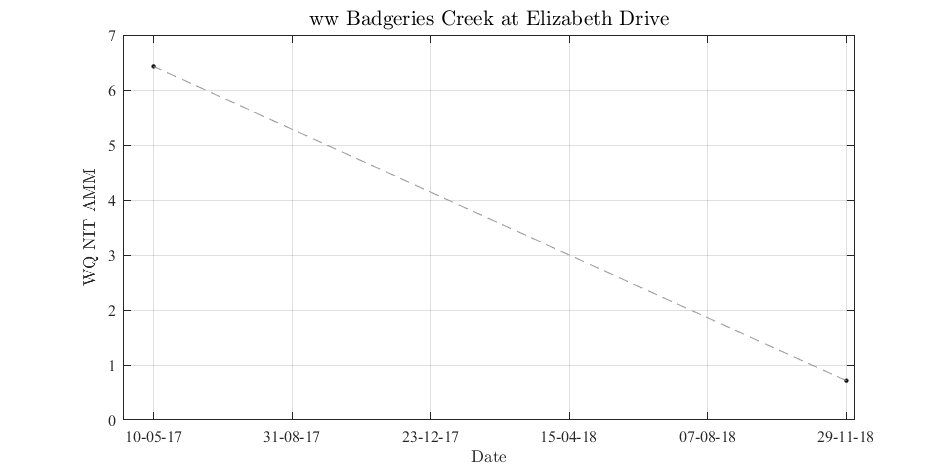 ww Badgeries Creek at Elizabeth Drive
7
6
5
4
3
2
1
0
WQ NIT AMM
10-05-17 31-08-17 23-12-17 15-04-18 07-08-18 29-11-18
Date